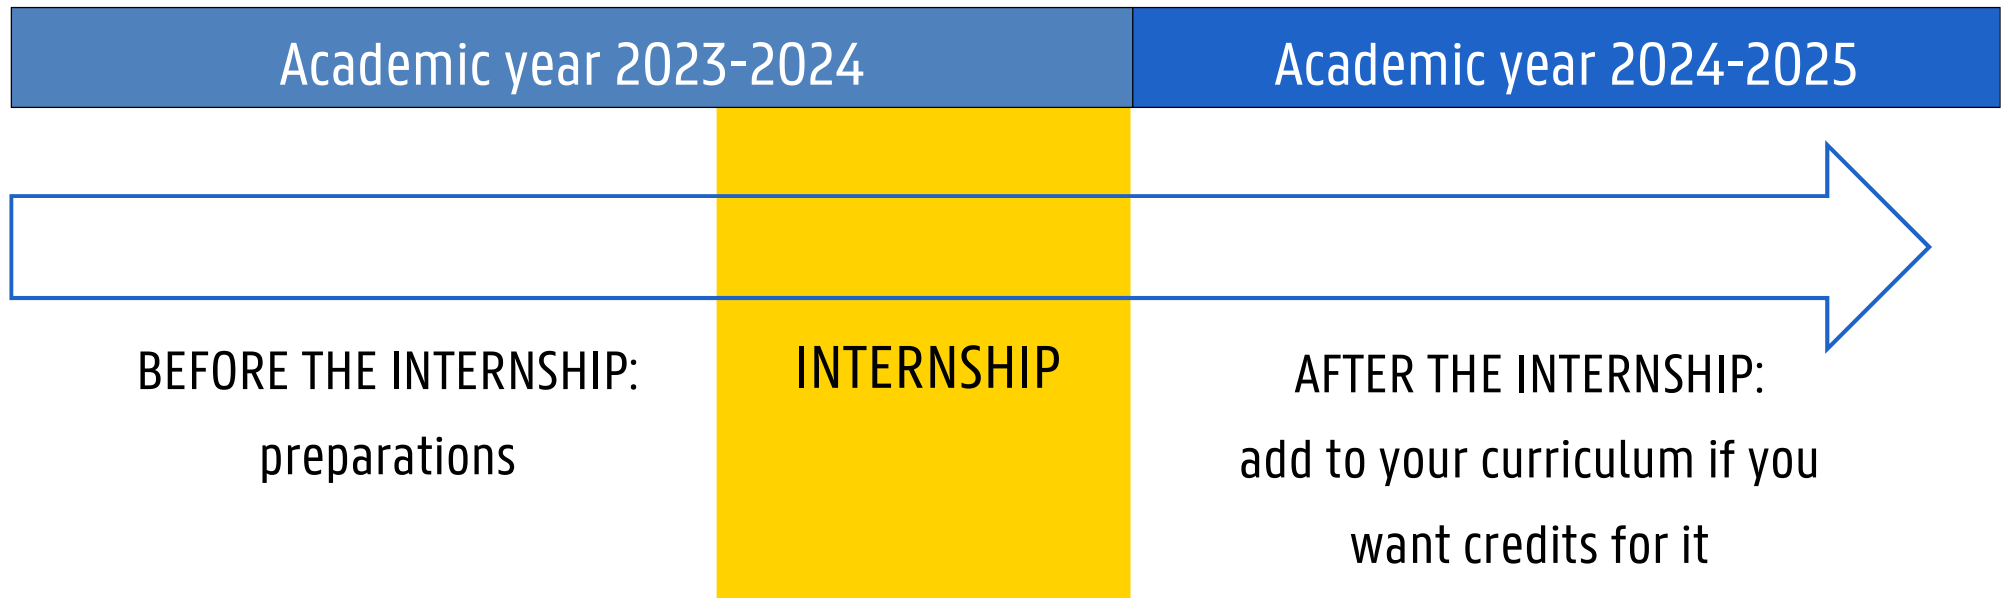 Academic year 2023-2024
Academic year 2024-2025
BEFORE THE INTERNSHIP:
preparations
INTERNSHIP
AFTER THE INTERNSHIP:
add to your curriculum if you
want credits for it